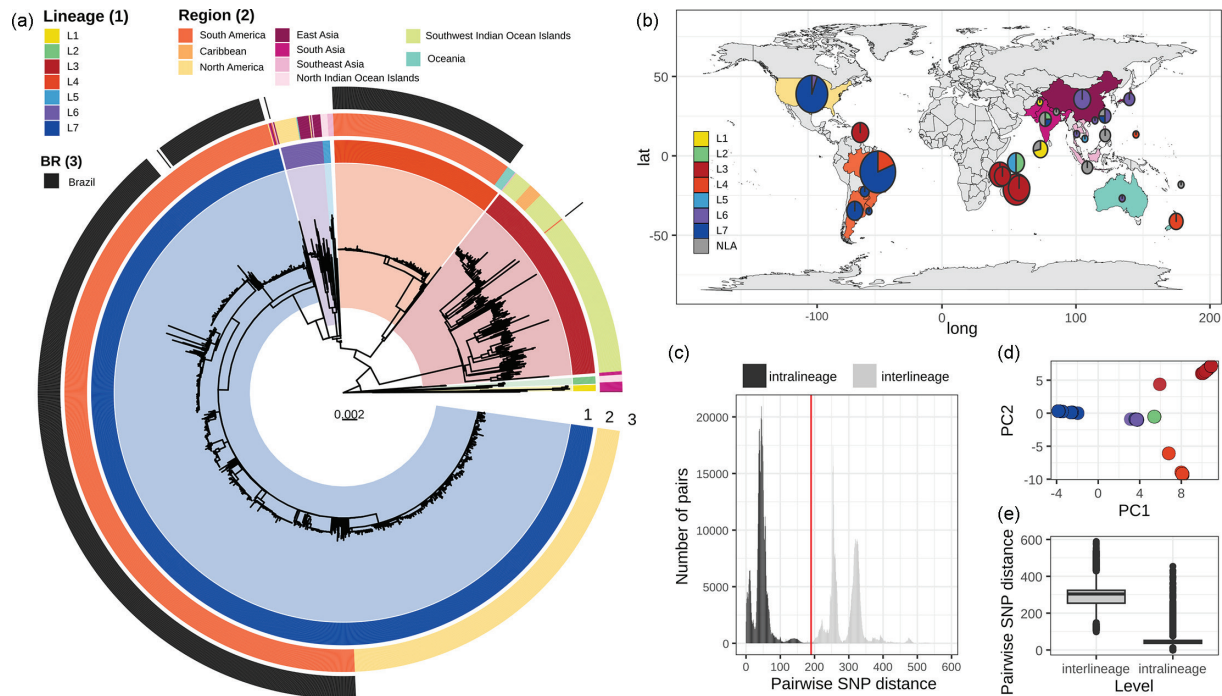 (a)
Lineage (1)
L1
L2
L3
L4
L5
L6
L7
BR (3)
Brazil
Region (2)
South America
Caribbean
North America
East Asia
South Asia
Southeast Asia
North Indian Ocean Islands
Southwest Indian Ocean Islands
Oceania
0.002
1 2 3
(b)
lat
50
0
-50
L1
L2
L3
L4
L5
L6
L7
NLA
-100
0
100
200
long
(c)
intralineage
interlineage
Number of pairs
20000
15000
10000
5000
0
0 100 200 300 400 500 600
Pairwise SNP distance
(d)
PC2
5
0
-5
-10
-4 0 4 8
PC1
(e)
Pairwise SNP distance
600
400
200
0
interlineage intralineage
Level